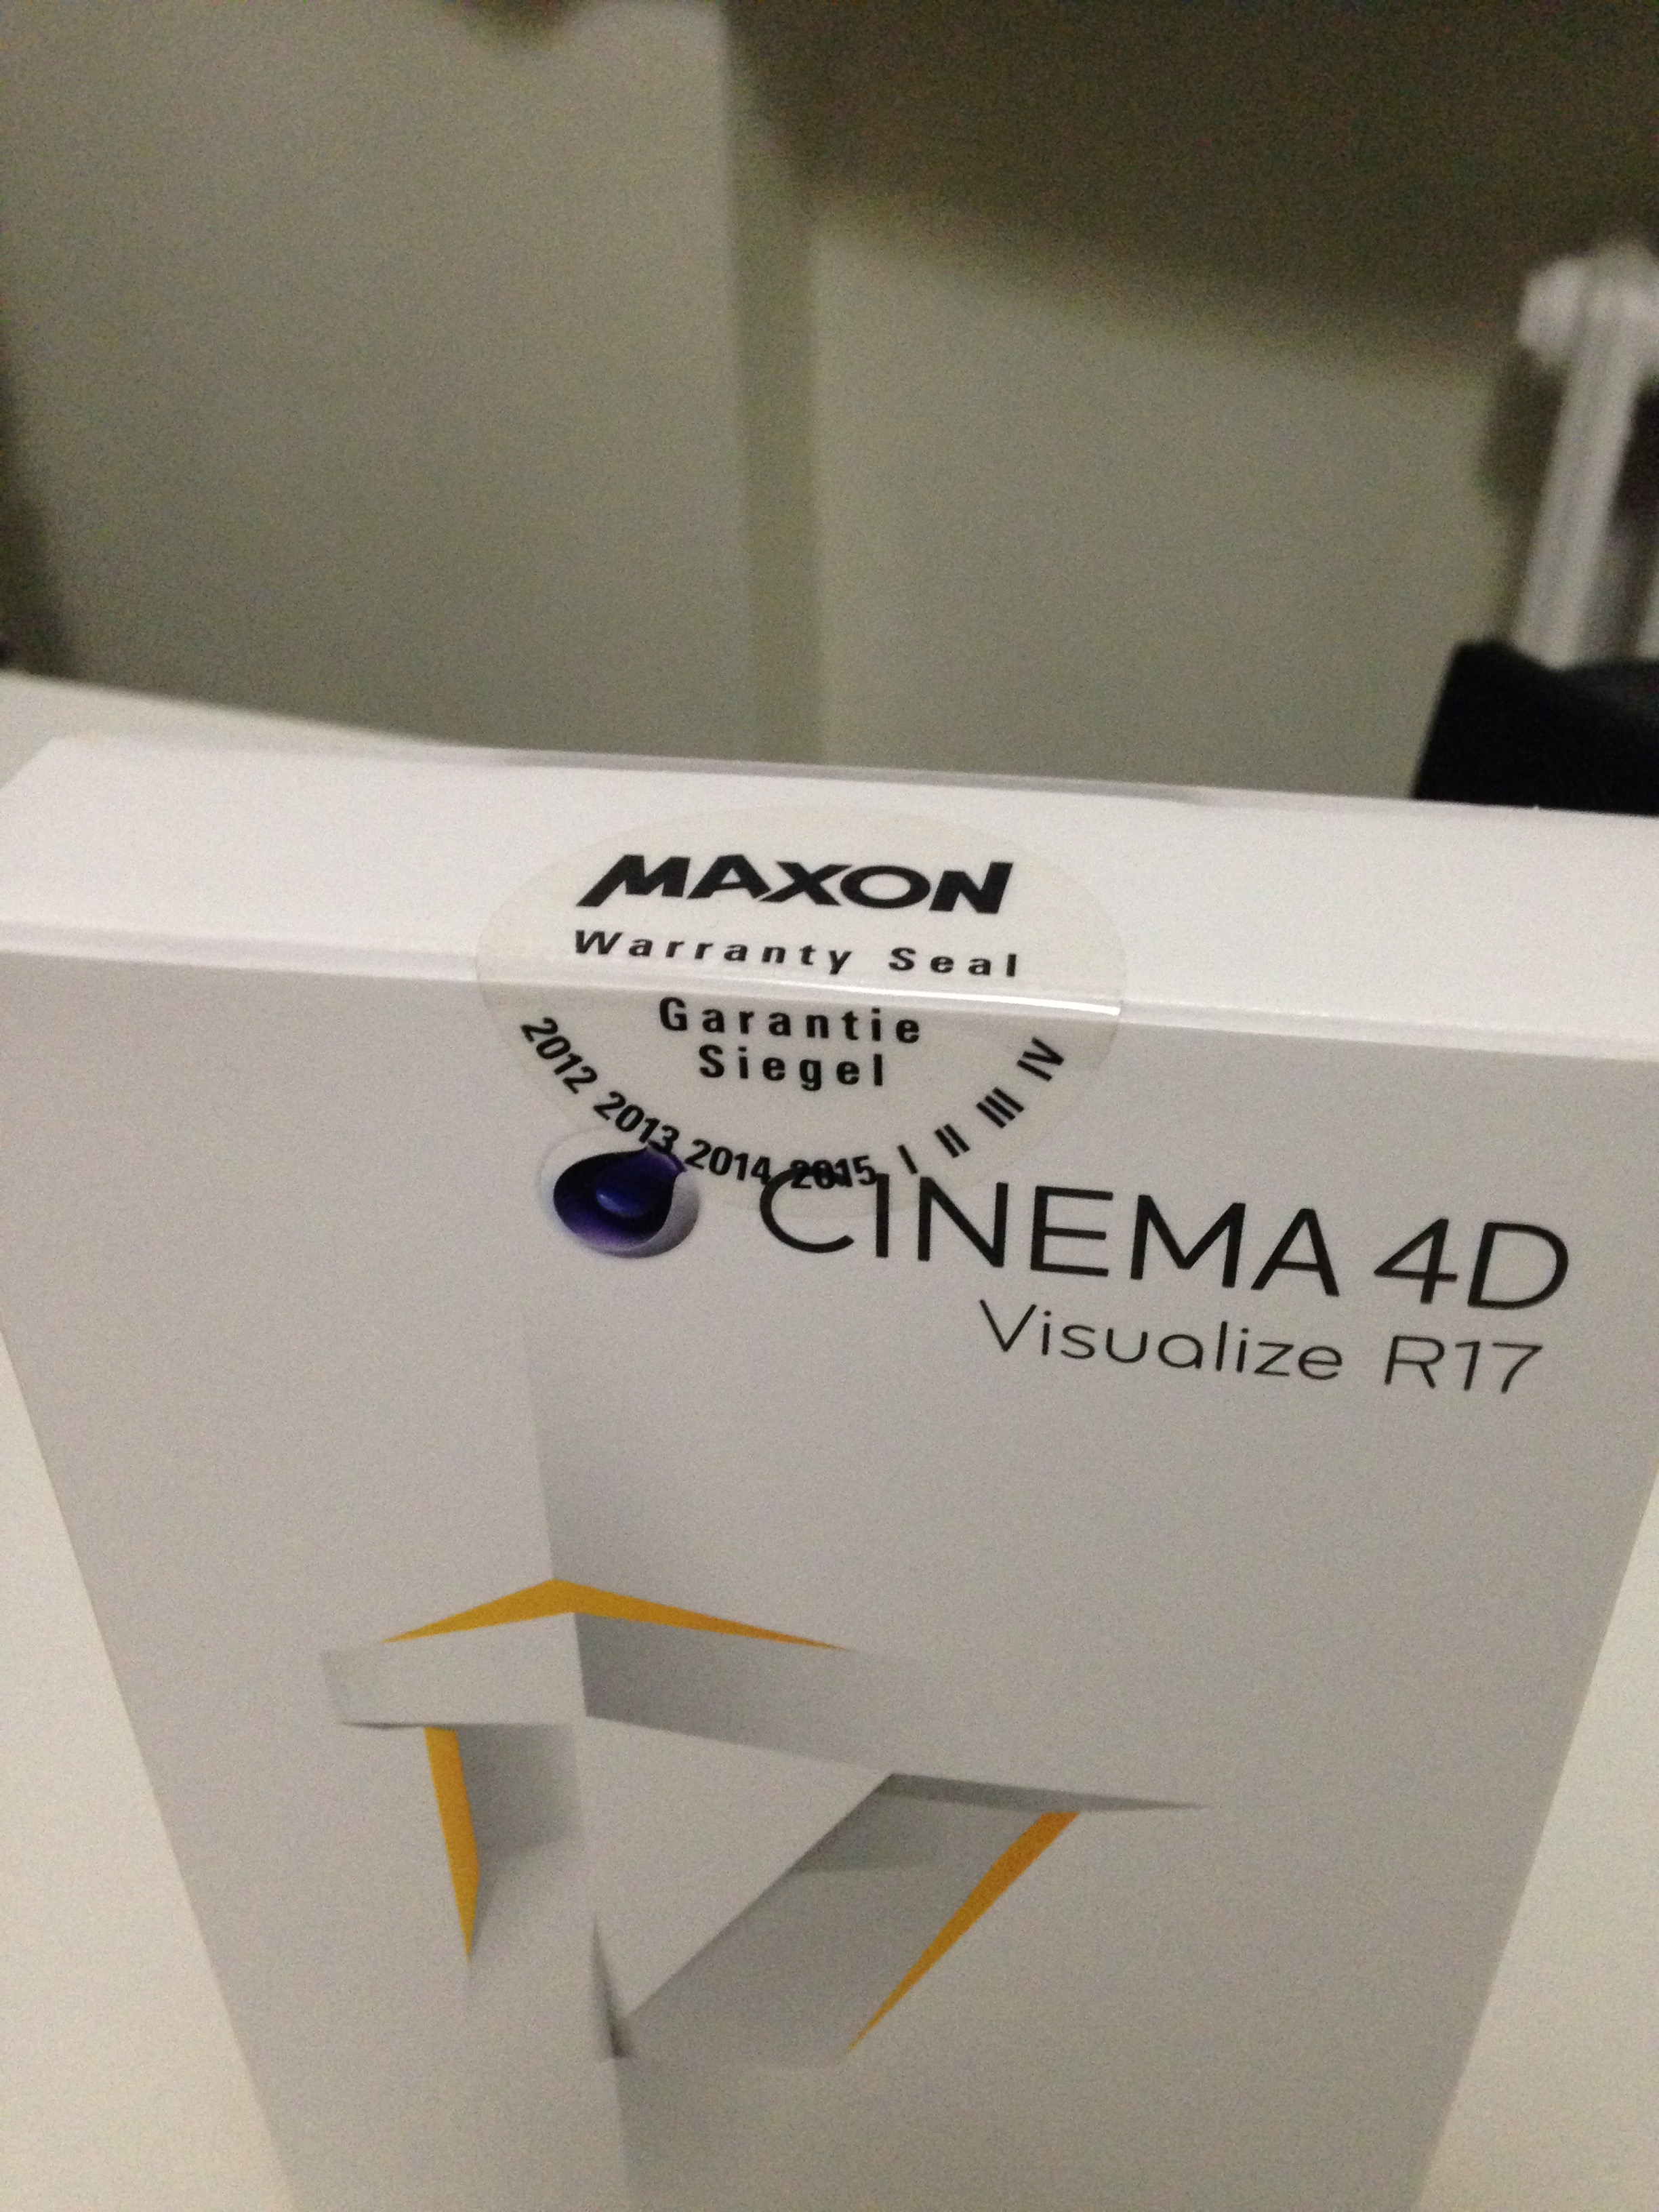 MAXON
Warranty Seal
Garantie
Siegel
2012 2013 2014 2015 I II III IV
CINEMA 4D
Visualize R17